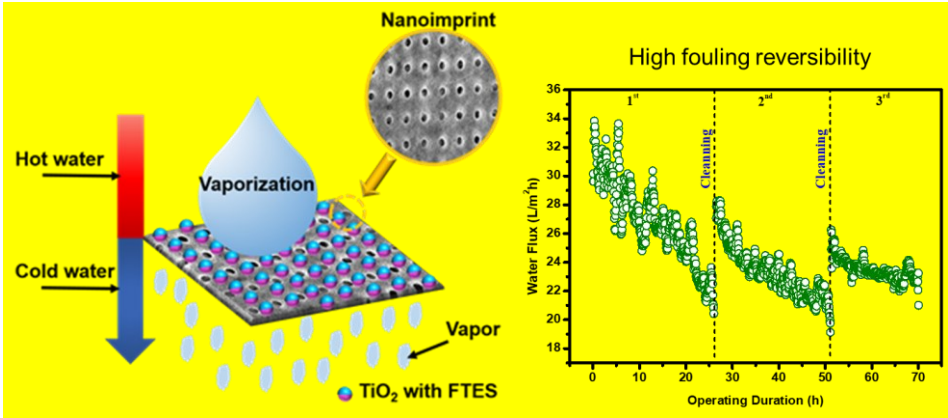 Nanoimprint
Hot water
Vaporization
Cold water
Vapor
TiO2 with FTES
High fouling reversibility
36
34
32
30
28
26
24
22
20
18
Water Flux (L/m2h)
1st
2nd
3rd
Cleanning
Cleanning
0 10 20 30 40 50 60 70
Operating Duration (h)